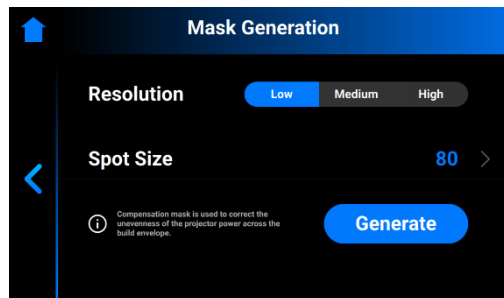 Mask Generation
Resolution
Low
Medium
High
Spot Size
80
Compensation mask is used to correct the
unevenness of the projector power across the
build envelope.
Generate